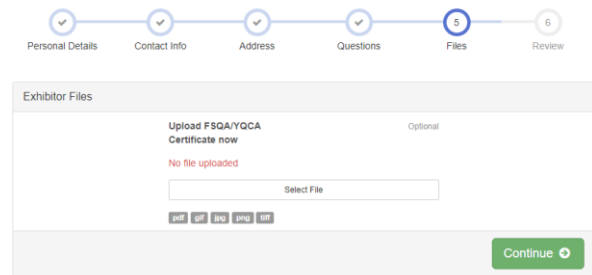 5 6
Personal Details Contact Info Address Questions Files Review
Exhibitor Files
Upload FSQA/YQCA Optional
Certificate now
No file uploaded
Select File
pdf gif jpg png tiff
Continue